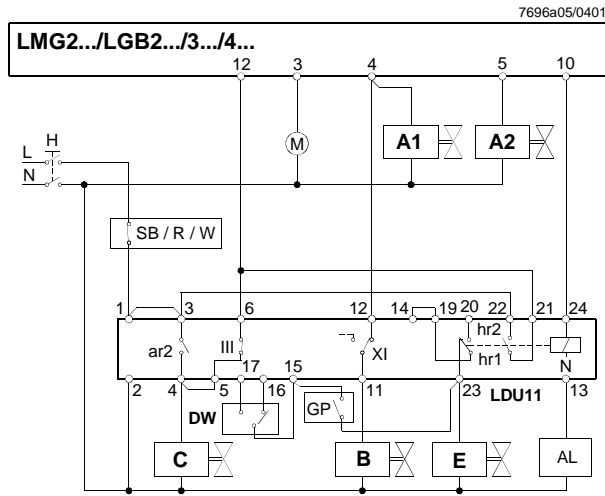 7696a05/0401
LMG2.../LGB2.../3.../4...
12 3 4 5 10
M A1 A2
H
L
N
SB / R / W
1 3 6 12 14 19 20 22 21 24
hr2
ar2 III XI hr1 N
17 15
2 4 5 16 11 23 LDU11 13
DW GP
C B E AL